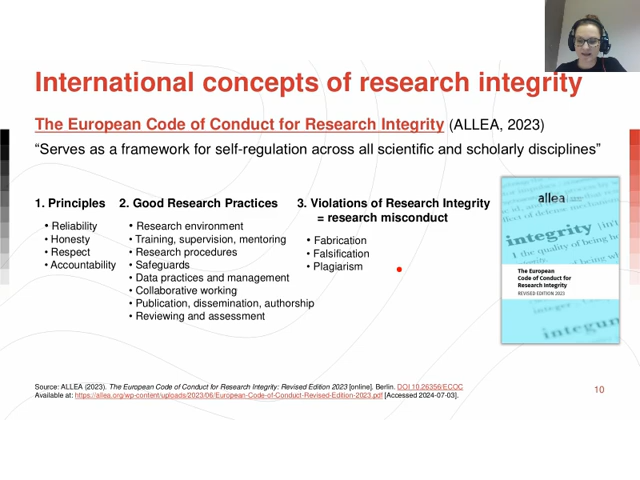 International concepts of research integrity
The European Code of Conduct for Research Integrity (ALLEA, 2023)
“Serves as a framework for self-regulation across all scientific and scholarly disciplines”
1. Principles
• Reliability
• Honesty
• Respect
• Accountability
2. Good Research Practices
• Research environment
• Training, supervision, mentoring
• Research procedures
• Safeguards
• Data practices and management
• Collaborative working
• Publication, dissemination, authorship
• Reviewing and assessment
3. Violations of Research Integrity
= research misconduct
• Fabrication
• Falsification
• Plagiarism
allea
integrity
The European
Code of Conduct for
Research Integrity
REVISED EDITION 2023
Source: ALLEA (2023). The European Code of Conduct for Research Integrity: Revised Edition 2023 [online]. Berlin. DOI 10.26356/ECOC
Available at: https://allea.org/wp-content/uploads/2023/06/European-Code-of-Conduct-Revised-Edition-2023.pdf [Accessed 2024-07-03].
10